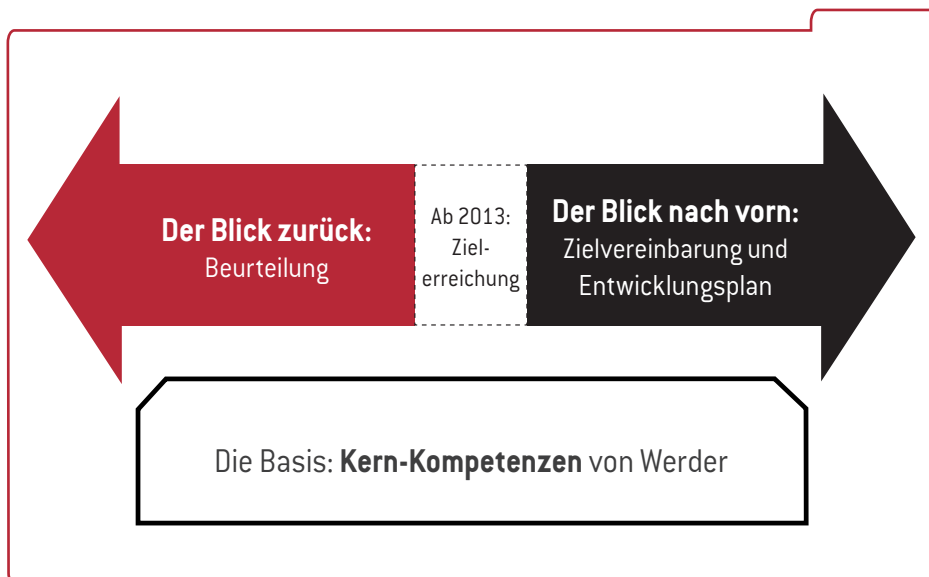 Der Blick zurück:
Beurteilung
Ab 2013:
Ziel-
erreichung
Der Blick nach vorn:
Zielvereinbarung und
Entwicklungsplan
Die Basis: Kern-Kompetenzen von Werder